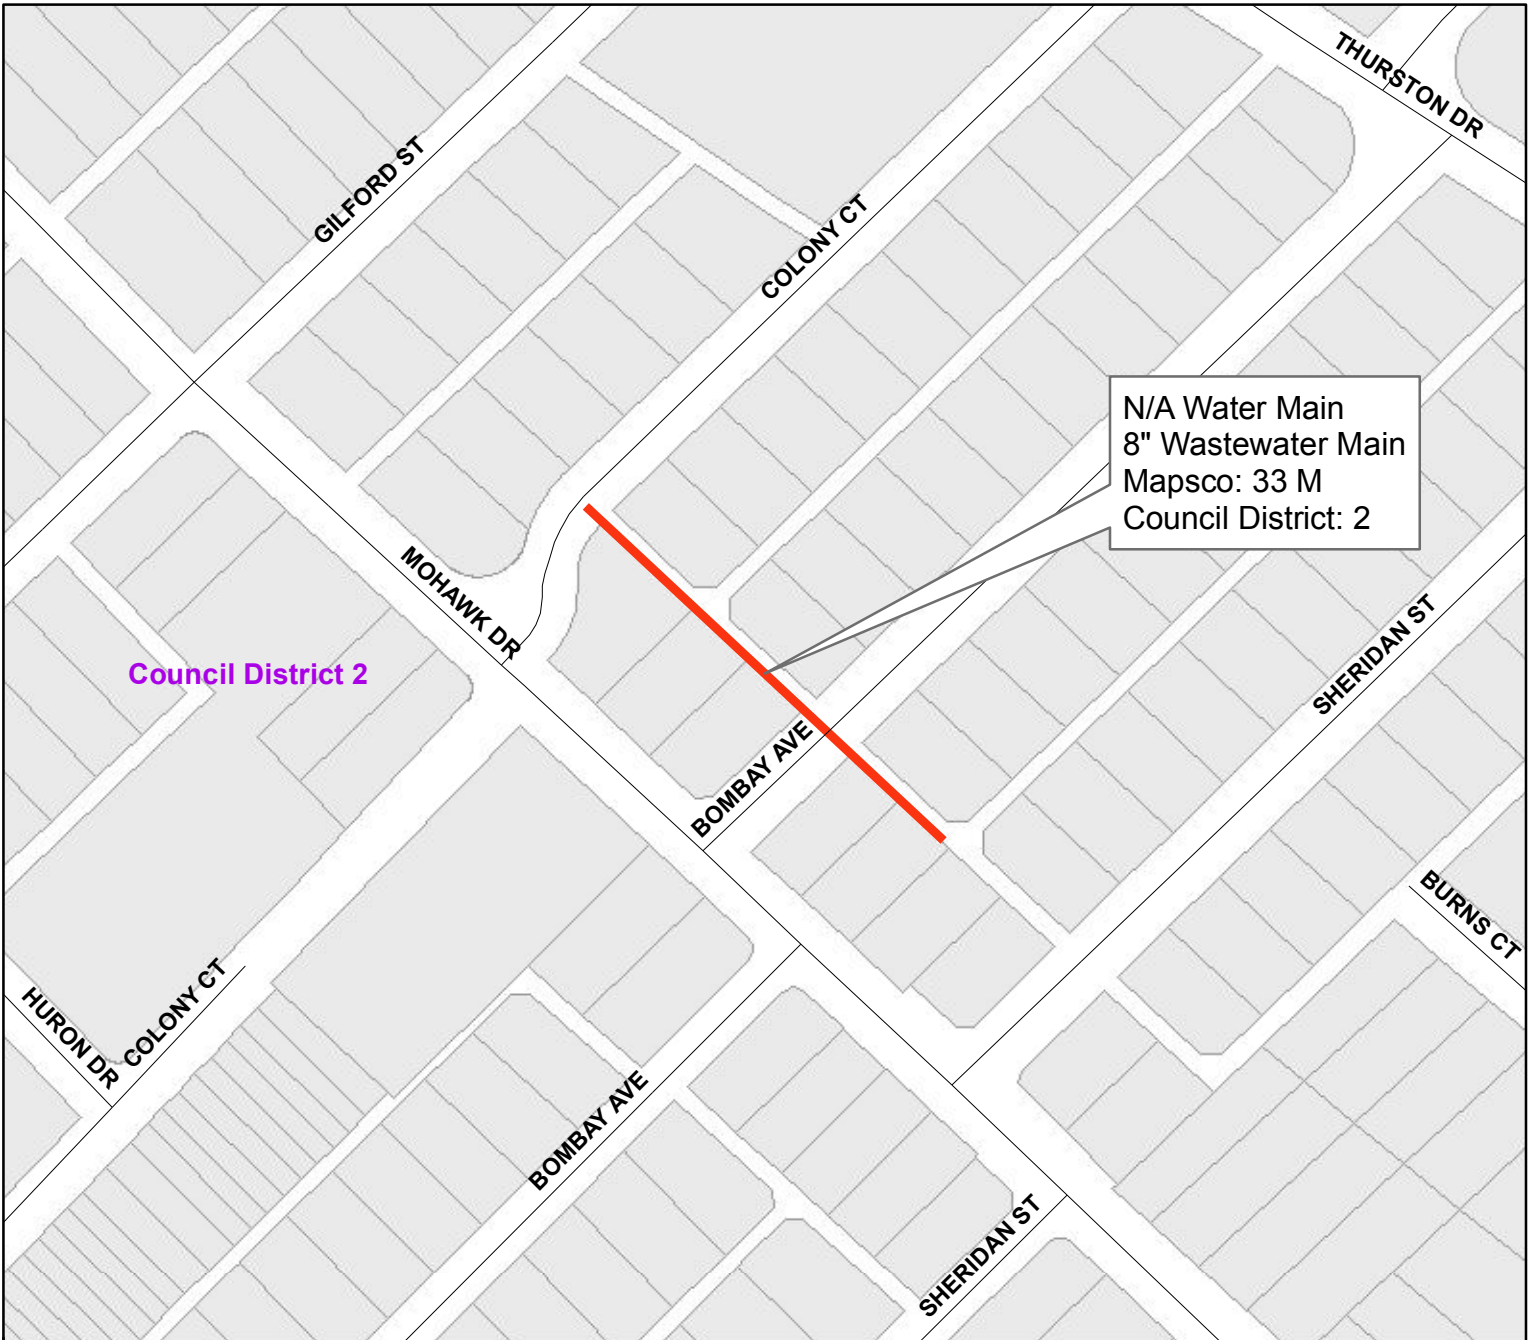 THURSTON DR
GILFORD ST
COLONY CT
N/A Water Main
8" Wastewater Main
Mapsco: 33 M
Council District: 2
MOHAWK DR
Council District 2
SHERIDAN ST
BOMBAY AVE
BURNS CT
HURON DR
COLONY CT
BOMBAY AVE
SHERIDAN ST